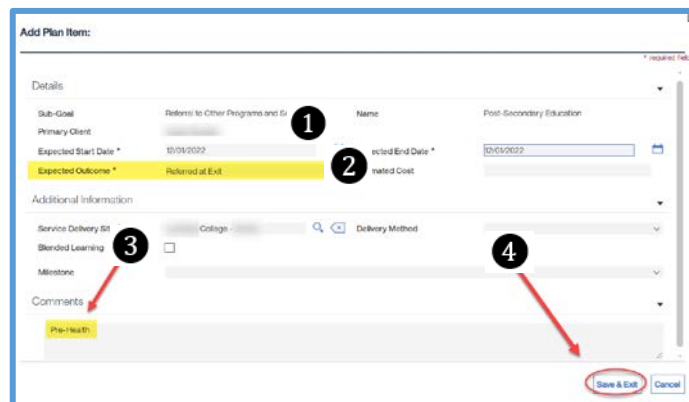 Add Plan Item:
* required field
Details
Sub-Goal Referral to Other Programs and Se Name Post-Secondary Education
1
Primary Client
Expected Start Date * 12/01/2022 ected End Date * 12/01/2022
2
Expected Outcome * Referred at Exit mated Cost
Additional Information
Service Delivery Sit College - Delivery Method
3
Blended Learning
4
Milestone
Comments
Pre-Health
Save & Exit Cancel